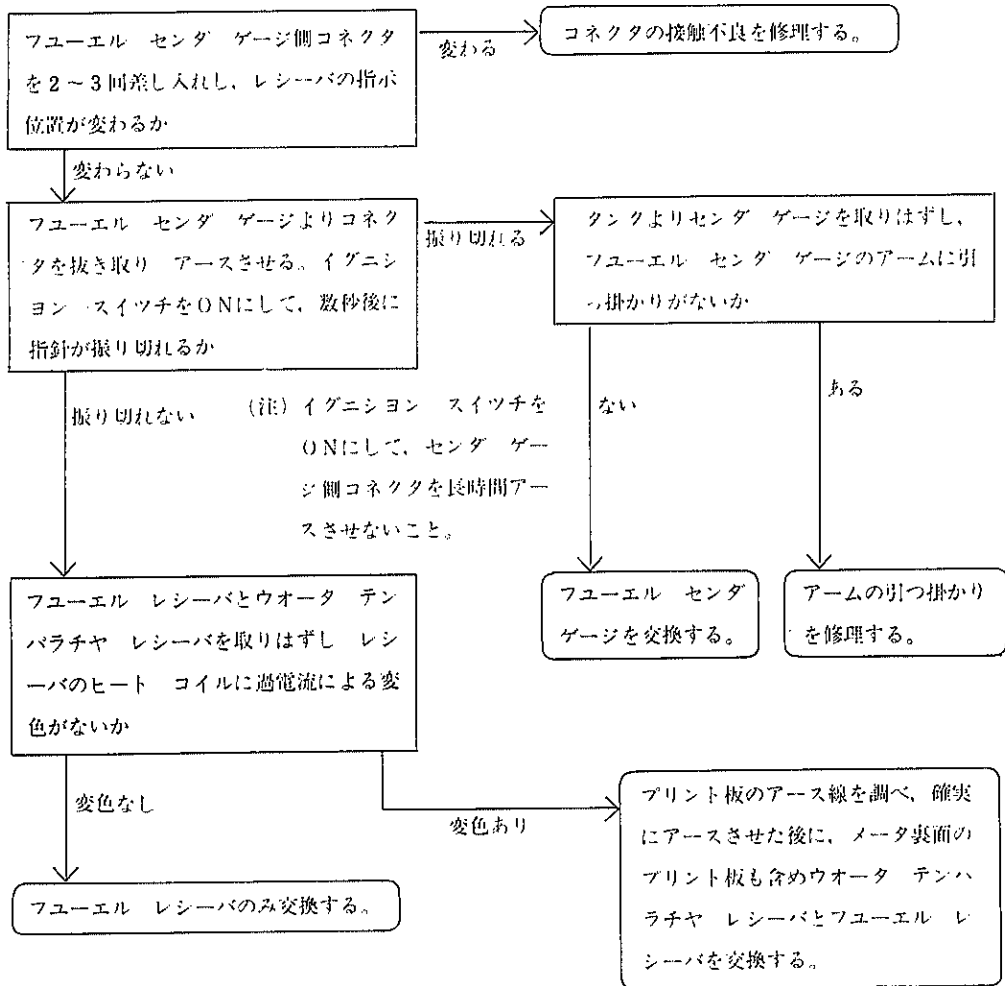 フユーエル センダ ゲージ側コネクタ
を2～3回差し入れし，レシーバの指示
位置が変わるか
変わる
コネクタの接触不良を修理する。
変わらない
フユーエル センダ ゲージよりコネク
タを抜き取り アースさせる。イグニシ
ヨン スイツチをONにして，数秒後に
指針が振り切れるか
振り切れる
タンクよりセンダ ゲージを取りはずし，
フユーエル センダ ゲージのアームに引
っ掛かりがないか
振り切れない
(注) イグニシヨン スイツチを
ONにして，センダ ゲー
ジ側コネクタを長時間アー
スさせないこと。
ない
ある
フユーエル センダ
ゲージを交換する。
アームの引つ掛かり
を修理する。
フユーエル レシーバとウオータ テン
パラチヤ レシーバを取りはずし レシ
ーバのヒート コイルに過電流による変
色がないか
変色なし
変色あり
フユーエル レシーバのみ交換する。
プリント板のアース線を調べ，確実
にアースさせた後に，メータ裏面の
プリント板も含めウオータ テンパ
ラチヤ レシーバとフユーエル レ
シーバを交換する。